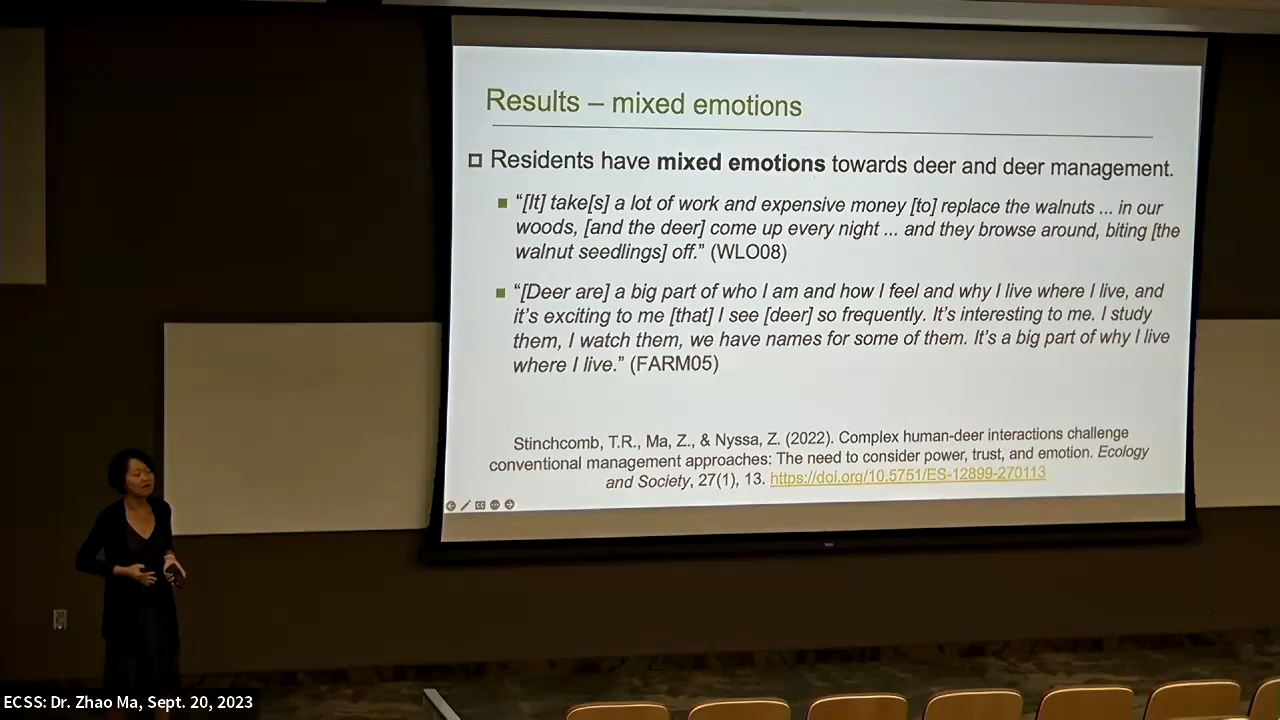 Results – mixed emotions
Residents have mixed emotions towards deer and deer management.
“[It] take[s] a lot of work and expensive money [to] replace the walnuts ... in our
woods, [and the deer] come up every night ... and they browse around, biting [the
walnut seedlings] off.” (WLO08)
“[Deer are] a big part of who I am and how I feel and why I live where I live, and
it’s exciting to me [that] I see [deer] so frequently. It’s interesting to me. I study
them, I watch them, we have names for some of them. It’s a big part of why I live
where I live.” (FARM05)
Stinchcomb, T.R., Ma, Z., & Nyssa, Z. (2022). Complex human-deer interactions challenge
conventional management approaches: The need to consider power, trust, and emotion. Ecology
and Society, 27(1), 13. https://doi.org/10.5751/ES-12899-270113
ECSS: Dr. Zhao Ma, Sept. 20, 2023